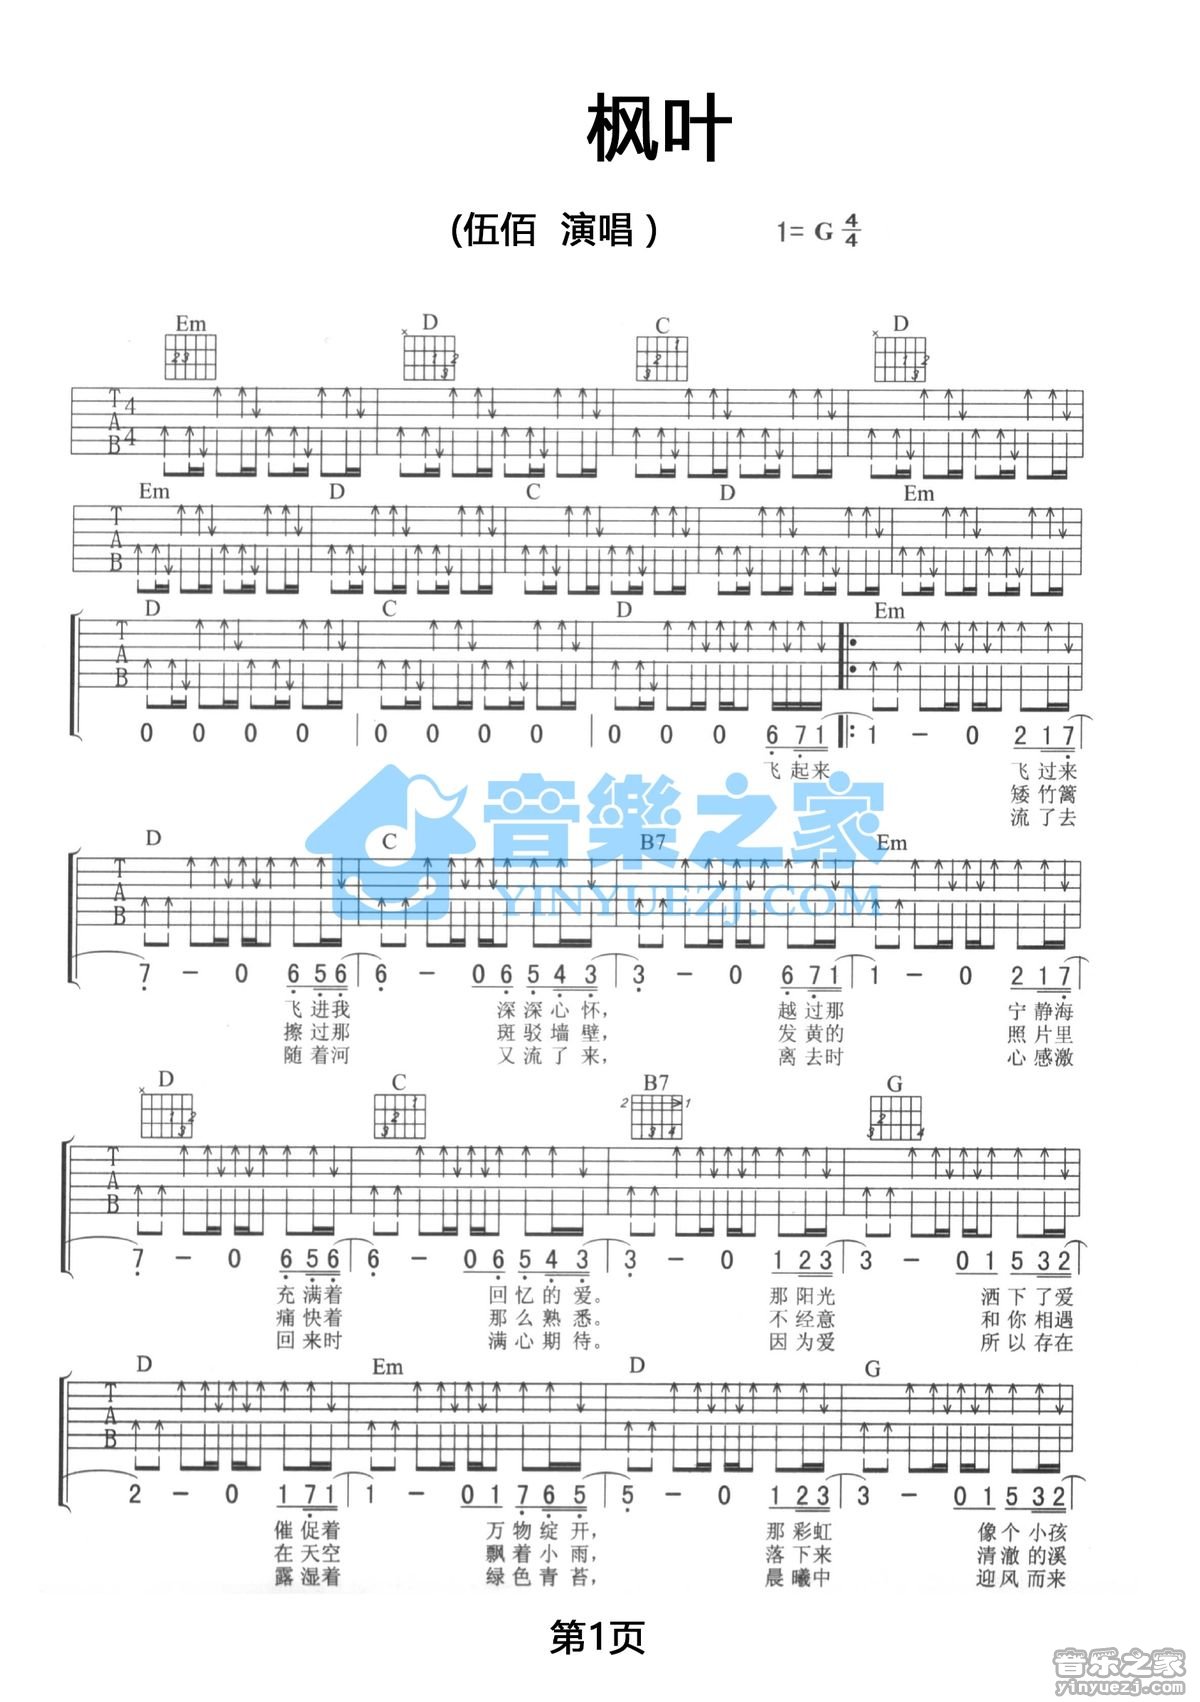 枫叶
(伍佰 演唱) 1= G 4/4
Em D C D
T A B 4 4
Em D C D Em
T A B
D C D Em
T A B
0 0 0 0 | 0 0 0 0 | 0 0 0 6 7 1 |: 1 - 0 2 1 7
飞起来 飞过来
矮竹篱
流了去
音樂之家
YINYUEZJ.COM
D C B7 Em
T A B
7 - 0 6 5 6 | 6 - 0 6 5 4 3 | 3 - 0 6 7 1 | 1 - 0 2 1 7
飞进我 深深心怀, 越过那 宁静海
擦过那 斑驳墙壁, 发黄的 照片里
随着河 又流了来, 离去时 心感激
D C B7 G
T A B
7 - 0 6 5 6 | 6 - 0 6 5 4 3 | 3 - 0 1 2 3 | 3 - 0 1 5 3 2
充满着 回忆的爱。 那阳光 洒下了爱
痛快着 那么熟悉。 不经意 和你相遇
回来时 满心期待。 因为爱 所以存在
D Em D G
T A B
2 - 0 1 7 1 | 1 - 0 1 7 6 5 | 5 - 0 1 2 3 | 3 - 0 1 5 3 2
催促着 万物绽开, 那彩虹 像个小孩
在天空 飘着小雨, 落下来 清澈的溪
露湿着 绿色青苔, 晨曦中 迎风而来
第1页
音乐之家
yinyuezj.com